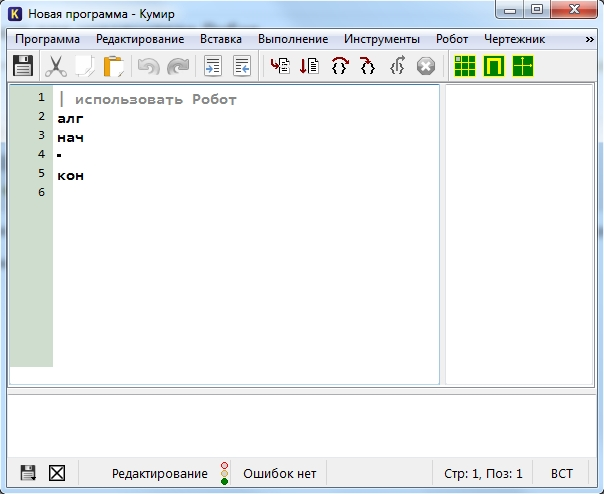 Новая программа - Кумир
Программа Редактирование Вставка Выполнение Инструменты Робот Чертежник »
1 | использовать Робот
2 алг
3 нач
4
5 кон
6
Редактирование Ошибок нет Стр: 1, Поз: 1 ВСТ